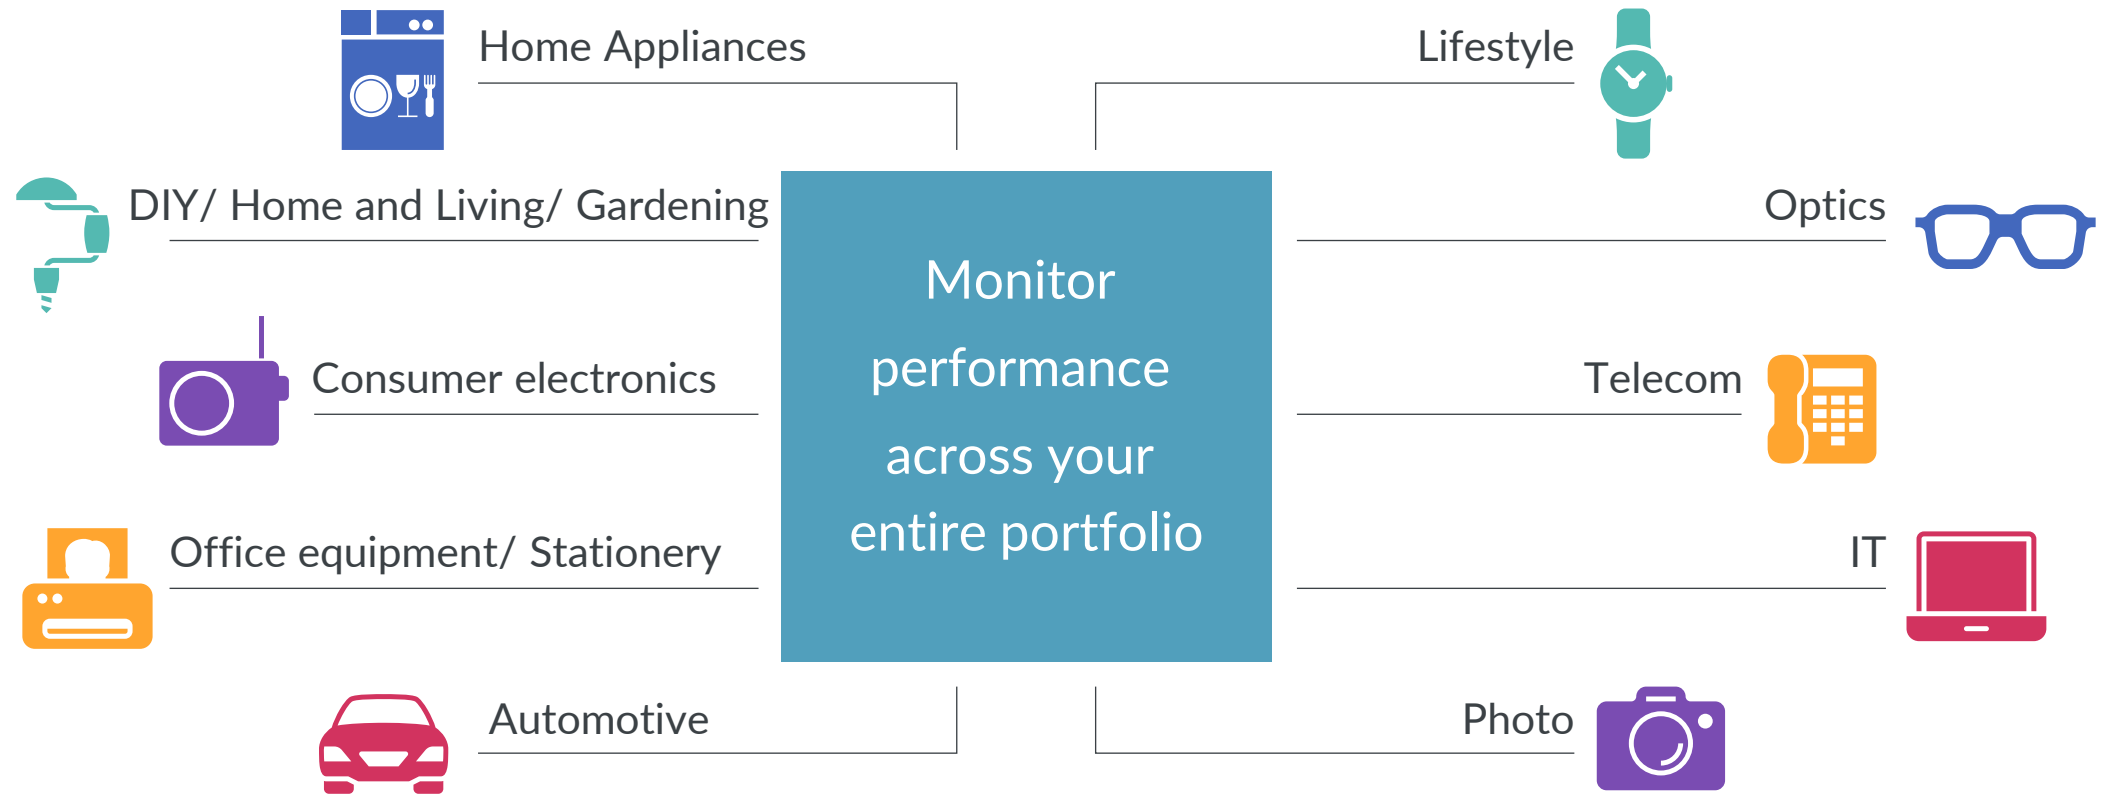 Home Appliances
Lifestyle
DIY/ Home and Living/ Gardening
Optics
Monitor
performance
across your
entire portfolio
Consumer electronics
Telecom
Office equipment/ Stationery
IT
Automotive
Photo